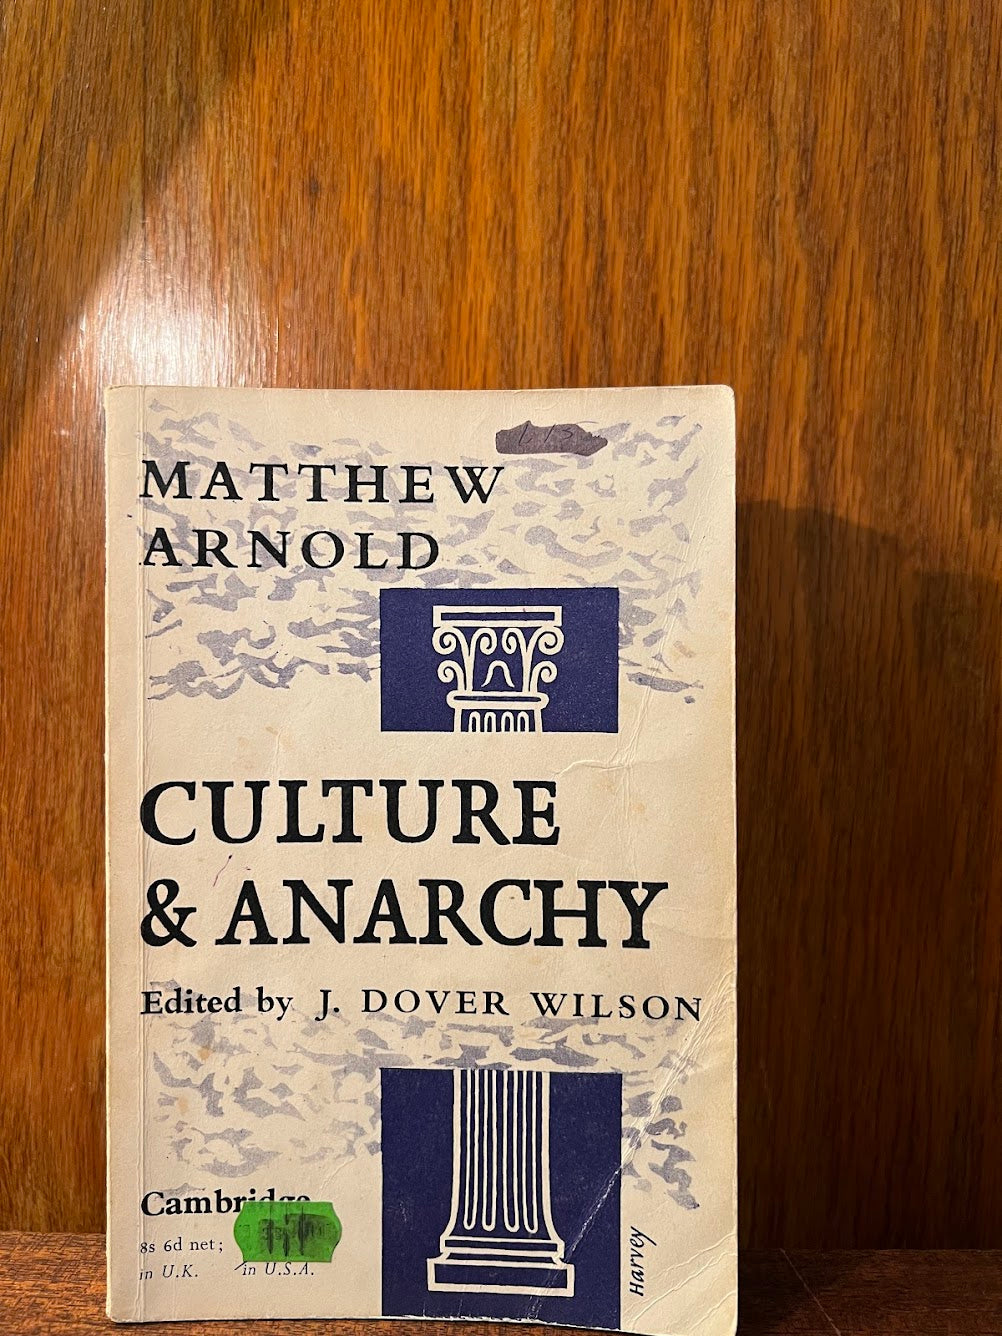 MATTHEW
ARNOLD
CULTURE
& ANARCHY
Edited by J. DOVER WILSON
Cambridge
8s 6d net;
in U.K. in U.S.A.
Harvey